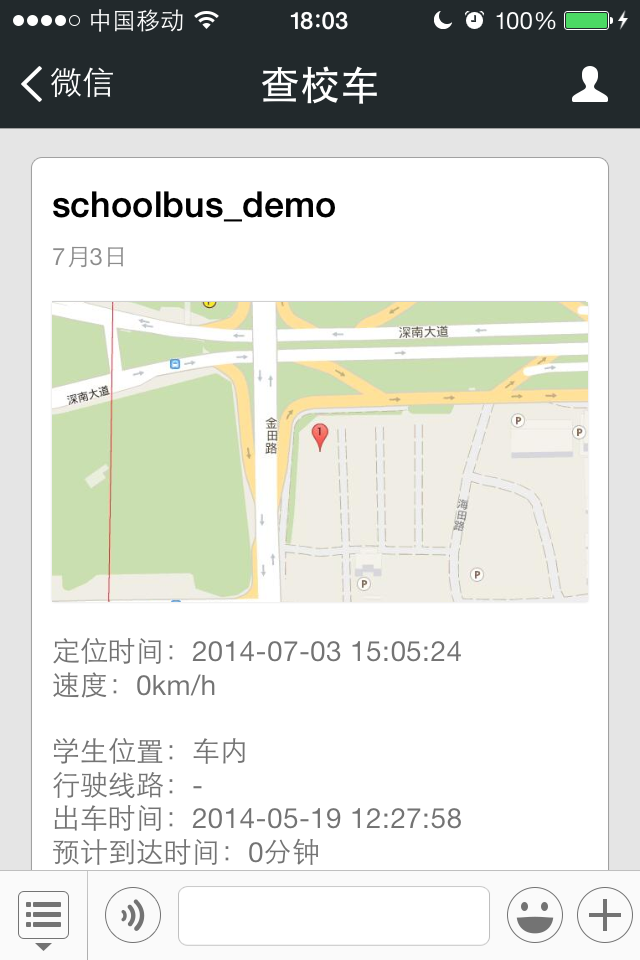 中国移动 18:03 100%
微信 查校车
schoolbus_demo
7月3日
P
深南大道
深南大道
金田路
1
P
P
海田路
P
P
定位时间：2014-07-03 15:05:24
速度：0km/h
学生位置：车内
行驶线路：-
出车时间：2014-05-19 12:27:58
预计到达时间：0分钟